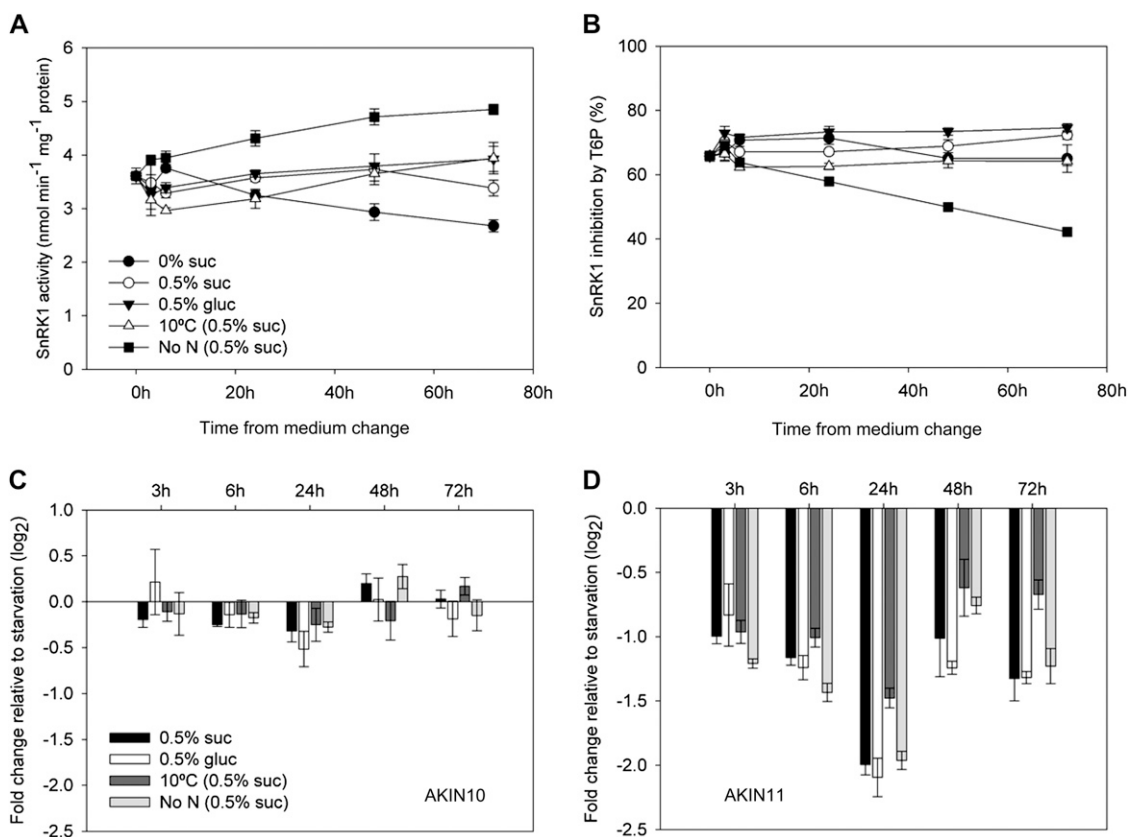 A
SnRK1 activity (nmol min⁻¹ mg⁻¹ protein)
6
5
4
3
2
1
0
0% suc
0.5% suc
0.5% gluc
10ºC (0.5% suc)
No N (0.5% suc)
0h
20h
40h
60h
80h
Time from medium change
B
SnRK1 inhibition by T6P (%)
100
80
60
40
20
0
0h
20h
40h
60h
80h
Time from medium change
C
3h
6h
24h
48h
72h
Fold change relative to starvation (log₂)
1.0
0.5
0.0
-0.5
-1.0
-1.5
-2.0
-2.5
0.5% suc
0.5% gluc
10ºC (0.5% suc)
No N (0.5% suc)
AKIN10
D
3h
6h
24h
48h
72h
Fold change relative to starvation (log₂)
0.0
-0.5
-1.0
-1.5
-2.0
-2.5
AKIN11